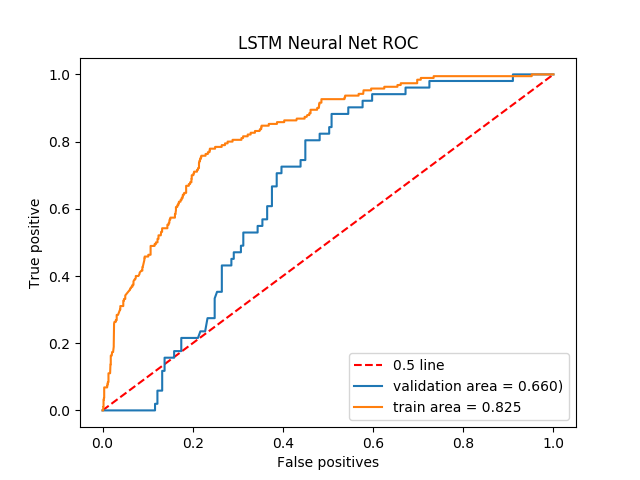 LSTM Neural Net ROC
1.0
0.8
0.6
0.4
0.2
0.0
True positive
0.5 line
validation area = 0.660)
train area = 0.825
0.0 0.2 0.4 0.6 0.8 1.0
False positives